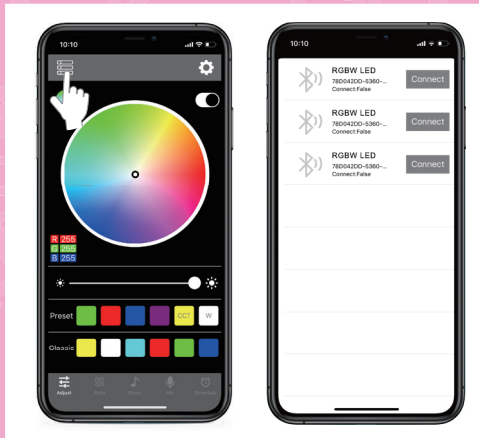 10:10
R 255
G 255
B 255
Preset CCT W
Classic
Adjust Style Music Mic Schedule
10:10
RGBW LED
78D042DD-5360-...
Connect:False
Connect
RGBW LED
78D042DD-5360-...
Connect:False
Connect
RGBW LED
78D042DD-5360-...
Connect:False
Connect